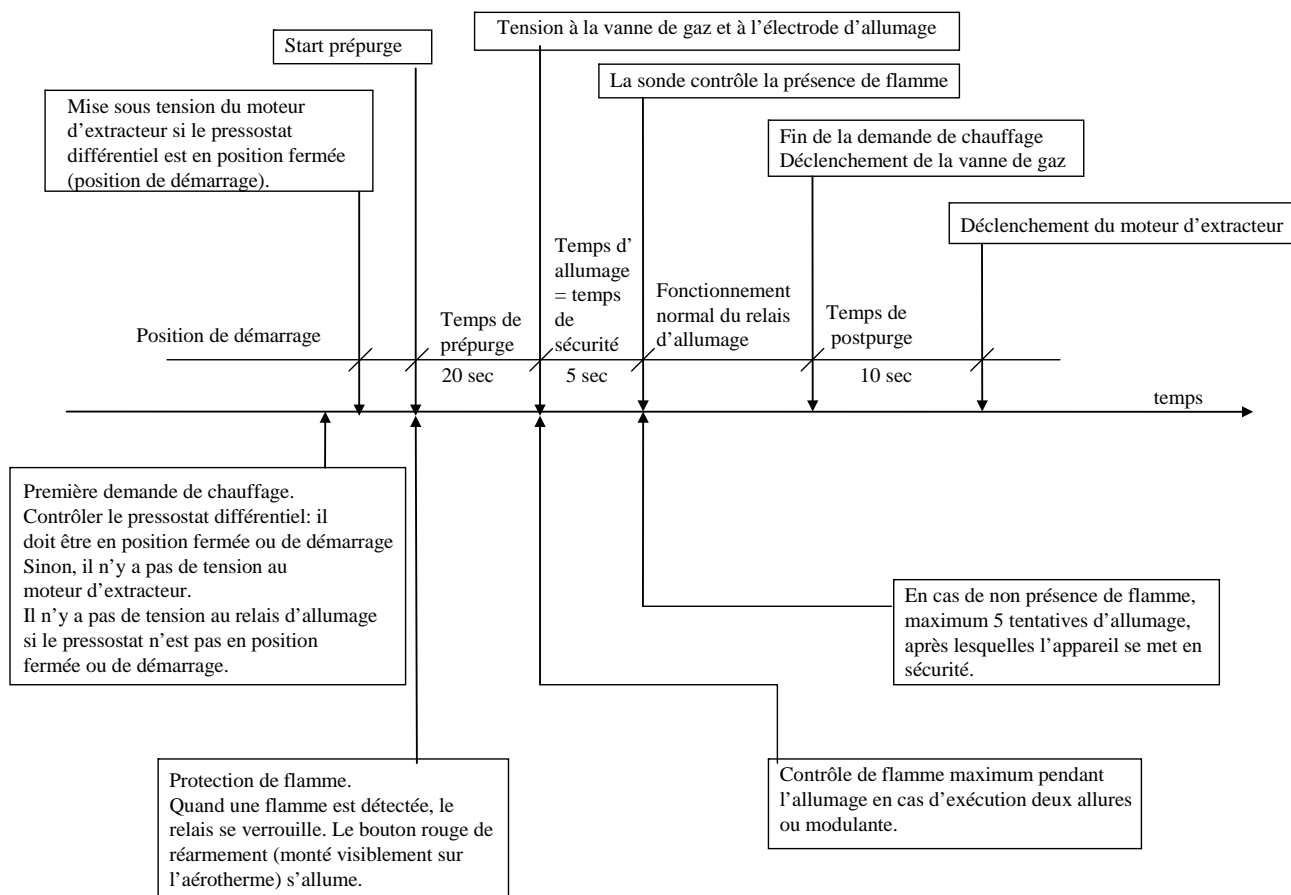 Tension à la vanne de gaz et à l’électrode d’allumage
Start prépurge
La sonde contrôle la présence de flamme
Mise sous tension du moteur
d’extracteur si le pressostat
différentiel est en position fermée
(position de démarrage).
Fin de la demande de chauffage
Déclenchement de la vanne de gaz
Déclenchement du moteur d’extracteur
Position de démarrage
Temps de
prépurge
20 sec
Temps d’
allumage
= temps
de
sécurité
5 sec
Fonctionnement
normal du relais
d’allumage
Temps de
postpurge
10 sec
temps
Première demande de chauffage.
Contrôler le pressostat différentiel: il
doit être en position fermée ou de démarrage
Sinon, il n’y a pas de tension au
moteur d’extracteur.
Il n’y a pas de tension au relais d’allumage
si le pressostat n’est pas en position
fermée ou de démarrage.
En cas de non présence de flamme,
maximum 5 tentatives d’allumage,
après lesquelles l’appareil se met en
sécurité.
Protection de flamme.
Quand une flamme est détectée, le
relais se verrouille. Le bouton rouge de
réarmement (monté visiblement sur
l’aérotherme) s’allume.
Contrôle de flamme maximum pendant
l’allumage en cas d’exécution deux allures
ou modulante.